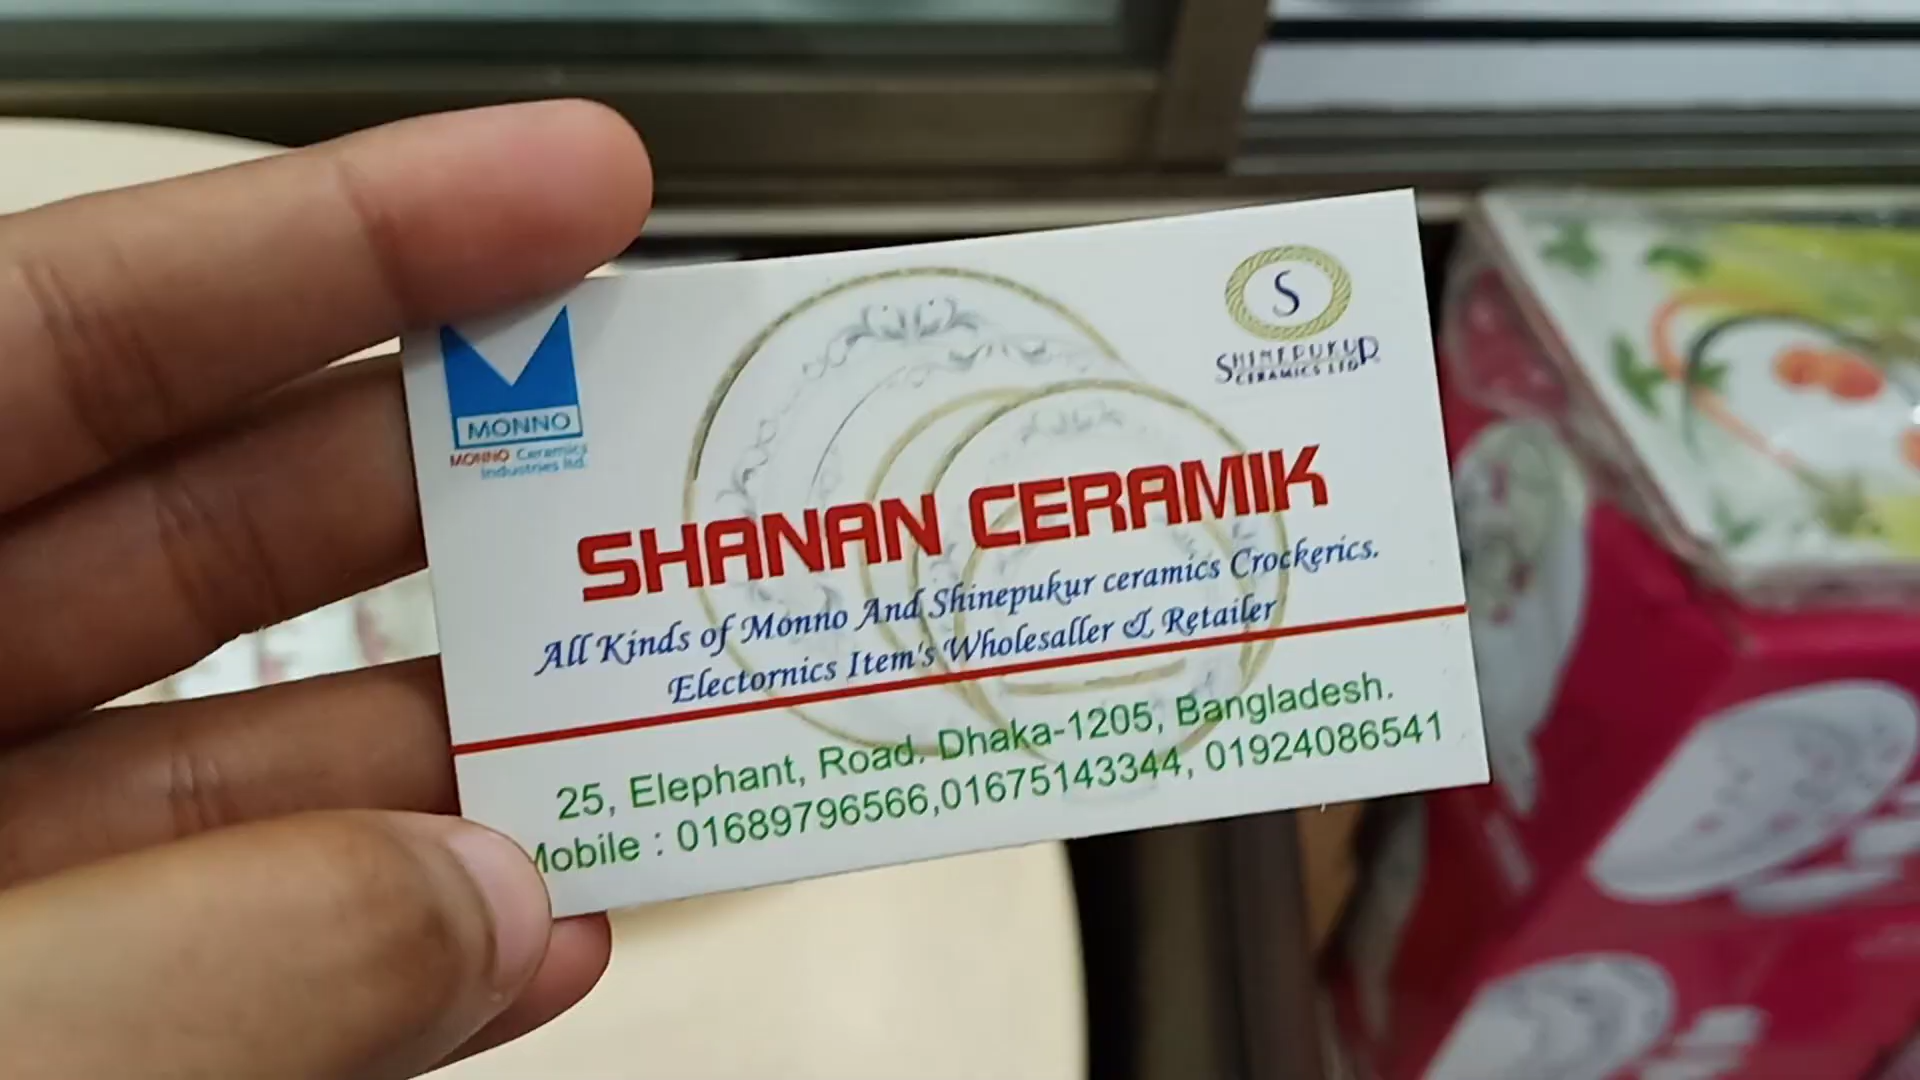 MONNO
MONNO Ceramics
Industries ltd.
S
SHINEPUKUR
CERAMICS LTD
SHANAN CERAMIK
All Kinds of Monno And Shinepukur ceramics Crockerics.
Electornics Item's Wholesaller & Retailer
25, Elephant, Road. Dhaka-1205, Bangladesh.
Mobile : 01689796566,01675143344, 01924086541